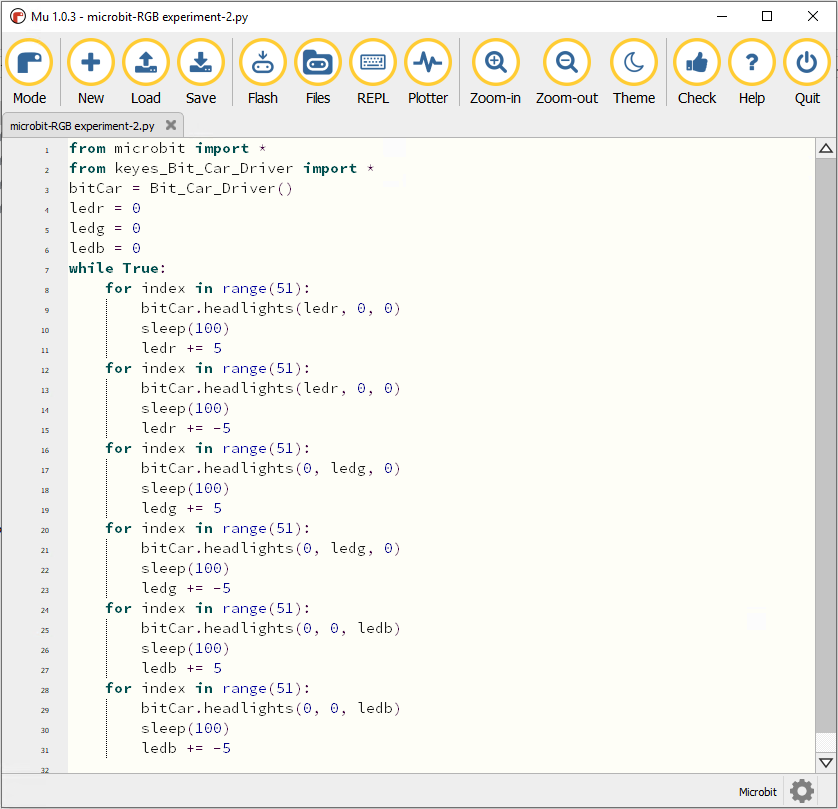 Mu 1.0.3 - microbit-RGB experiment-2.py
Mode New Load Save Flash Files REPL Plotter Zoom-in Zoom-out Theme Check Help Quit
microbit-RGB experiment-2.py
1 from microbit import *
2 from keyes_Bit_Car_Driver import *
3 bitCar = Bit_Car_Driver()
4 ledr = 0
5 ledg = 0
6 ledb = 0
7 while True:
8     for index in range(51):
9         bitCar.headlights(ledr, 0, 0)
10         sleep(100)
11         ledr += 5
12     for index in range(51):
13         bitCar.headlights(ledr, 0, 0)
14         sleep(100)
15         ledr += -5
16     for index in range(51):
17         bitCar.headlights(0, ledg, 0)
18         sleep(100)
19         ledg += 5
20     for index in range(51):
21         bitCar.headlights(0, ledg, 0)
22         sleep(100)
23         ledg += -5
24     for index in range(51):
25         bitCar.headlights(0, 0, ledb)
26         sleep(100)
27         ledb += 5
28     for index in range(51):
29         bitCar.headlights(0, 0, ledb)
30         sleep(100)
31         ledb += -5
32
Microbit